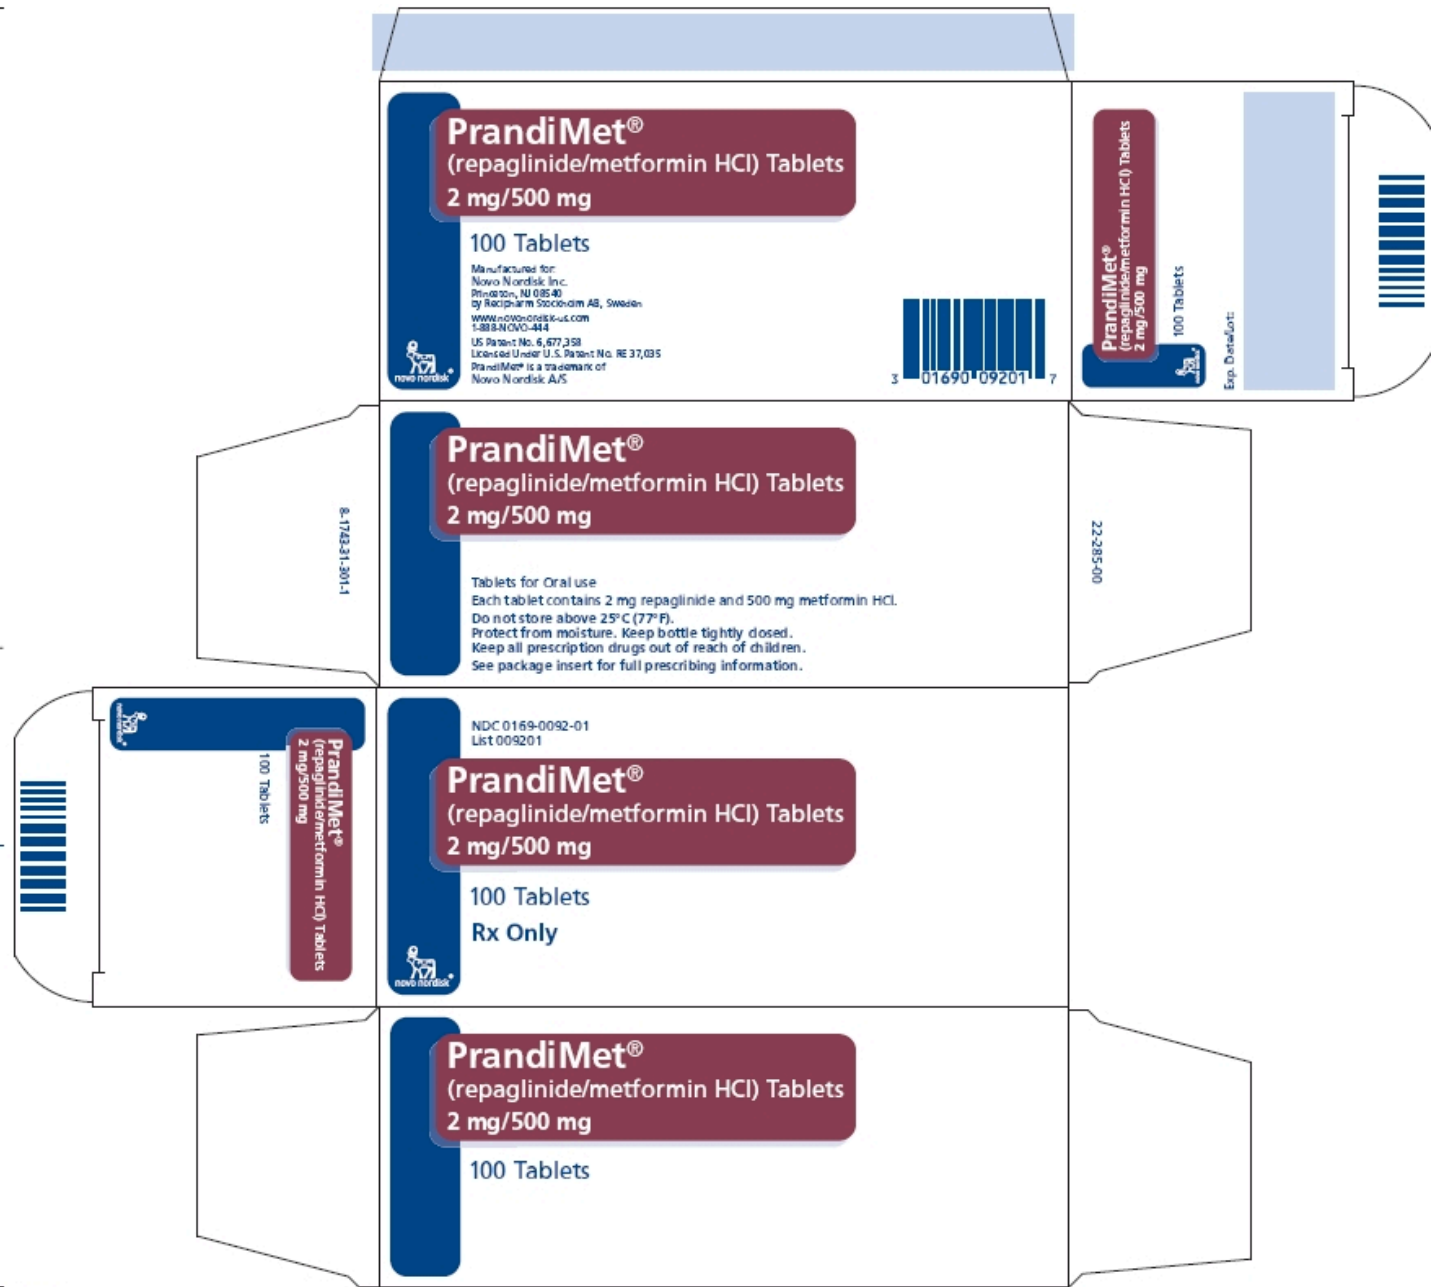 PrandiMet®
(repaglinide/metformin HCl) Tablets
2 mg/500 mg
100 Tablets
Manufactured for:
Novo Nordisk Inc.
Princeton, NJ 08540
by Recipharm Stockholm AB, Sweden
www.novonordisk-us.com
1-888-NOVO-444
US Patent No. 6,677,358
Licensed Under U.S. Patent No. RE 37,035
PrandiMet® is a trademark of
Novo Nordisk A/S
novo nordisk®
3 01690 09201 7
PrandiMet®
(repaglinide/metformin HCl) Tablets
2 mg/500 mg
100 Tablets
novo nordisk®
Exp. Date/Lot:
8-1743-31-301-1
PrandiMet®
(repaglinide/metformin HCl) Tablets
2 mg/500 mg
Tablets for Oral use
Each tablet contains 2 mg repaglinide and 500 mg metformin HCl.
Do not store above 25°C (77°F).
Protect from moisture. Keep bottle tightly closed.
Keep all prescription drugs out of reach of children.
See package insert for full prescribing information.
22-285-00
novo nordisk®
PrandiMet®
(repaglinide/metformin HCl) Tablets
2 mg/500 mg
100 Tablets
NDC 0169-0092-01
List 009201
PrandiMet®
(repaglinide/metformin HCl) Tablets
2 mg/500 mg
100 Tablets
Rx Only
novo nordisk®
PrandiMet®
(repaglinide/metformin HCl) Tablets
2 mg/500 mg
100 Tablets